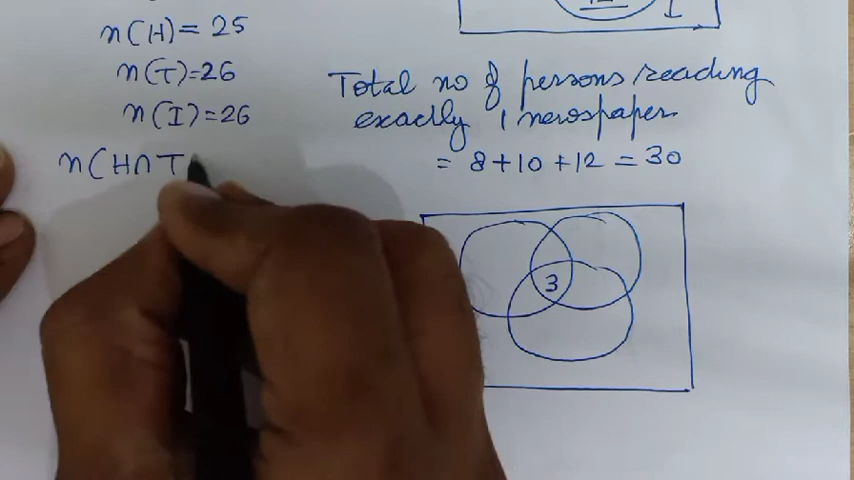 n(H) = 25
n(T)=26
n(I)=26
n(H∩T
I
Total no of persons reading
exactly 1 newspaper
= 8+10+12 = 30
3